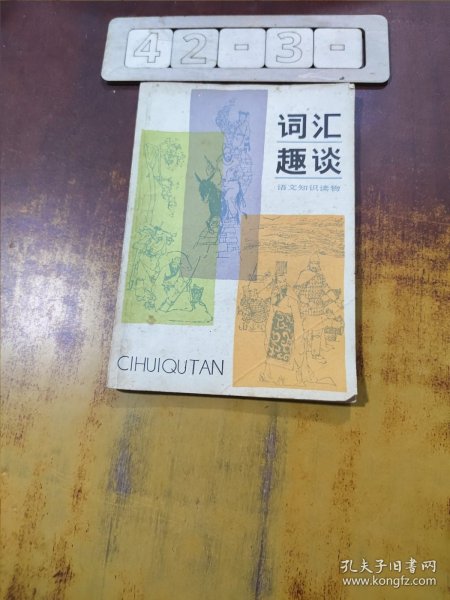 42-3-
词汇
趣谈
语文知识读物
CIHUIQUTAN
孔夫子旧书网
www.kongfz.com